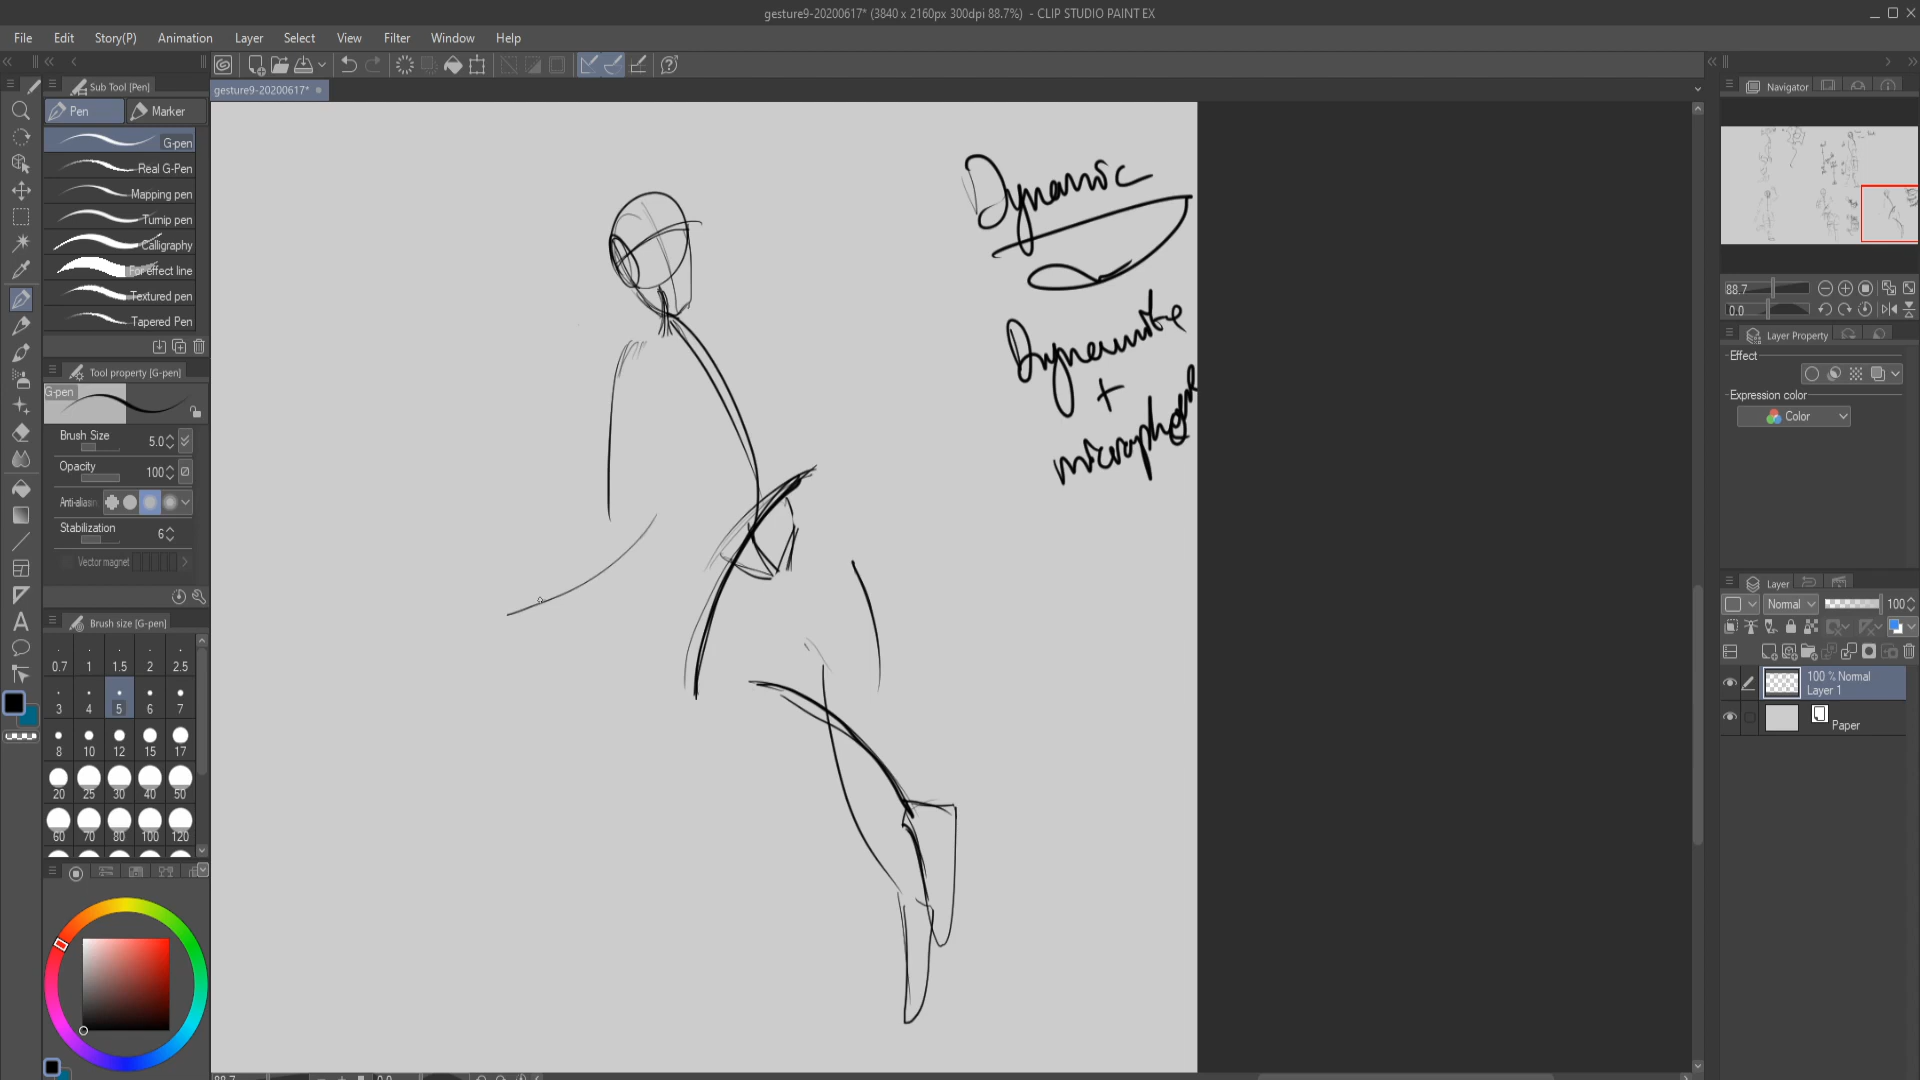 gesture9-20200617* (3840 x 2160px 300dpi 88.7%) - CLIP STUDIO PAINT EX
File Edit Story(P) Animation Layer Select View Filter Window Help
Sub Tool [Pen]
gesture9-20200617*
Navigator
Pen Marker
G-pen
Real G-Pen
Mapping pen
Turnip pen
Calligraphy
For effect line
Textured pen
Tapered Pen
Tool property [G-pen]
G-pen
Brush Size 5.0
Opacity 100
Anti-alias
Stabilization 6
Vector magnet
Brush size [G-pen]
0.7 1 1.5 2 2.5
3 4 5 6 7
8 10 12 15 17
20 25 30 40 50
60 70 80 100 120
Dynamic
Dynamite
+
88.7
0.0
Layer Property
Effect
Expression color
Color
Layer
Normal 100
100 % Normal
Layer 1
Paper
88.7 0.0